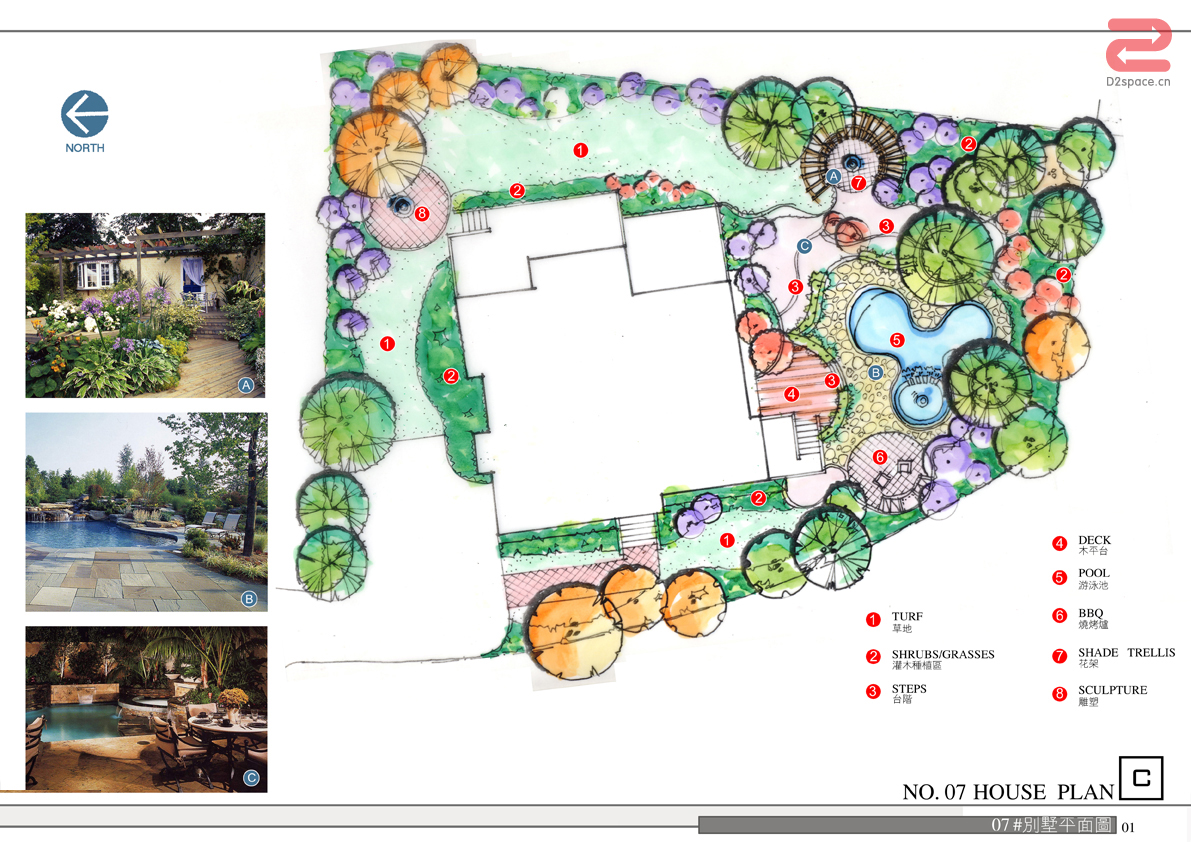 D2space.cn
NORTH
1
2
8
1
2
A
7
2
3
C
3
2
5
B
3
4
6
2
1
A
B
C
1 TURF
草地
2 SHRUBS/GRASSES
灌木種植區
3 STEPS
台階
4 DECK
木平台
5 POOL
游泳池
6 BBQ
燒烤爐
7 SHADE TRELLIS
花架
8 SCULPTURE
雕塑
NO. 07 HOUSE PLAN C
07#別墅平面圖 01